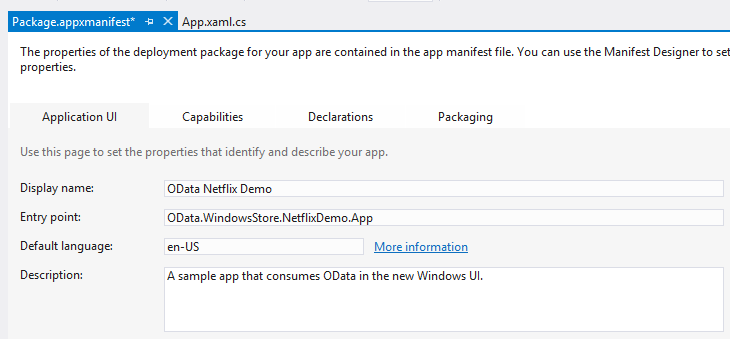 Package.appxmanifest* App.xaml.cs
The properties of the deployment package for your app are contained in the app manifest file. You can use the Manifest Designer to set
properties.
Application UI Capabilities Declarations Packaging
Use this page to set the properties that identify and describe your app.
Display name: OData Netflix Demo
Entry point: OData.WindowsStore.NetflixDemo.App
Default language: en-US More information
Description: A sample app that consumes OData in the new Windows UI.